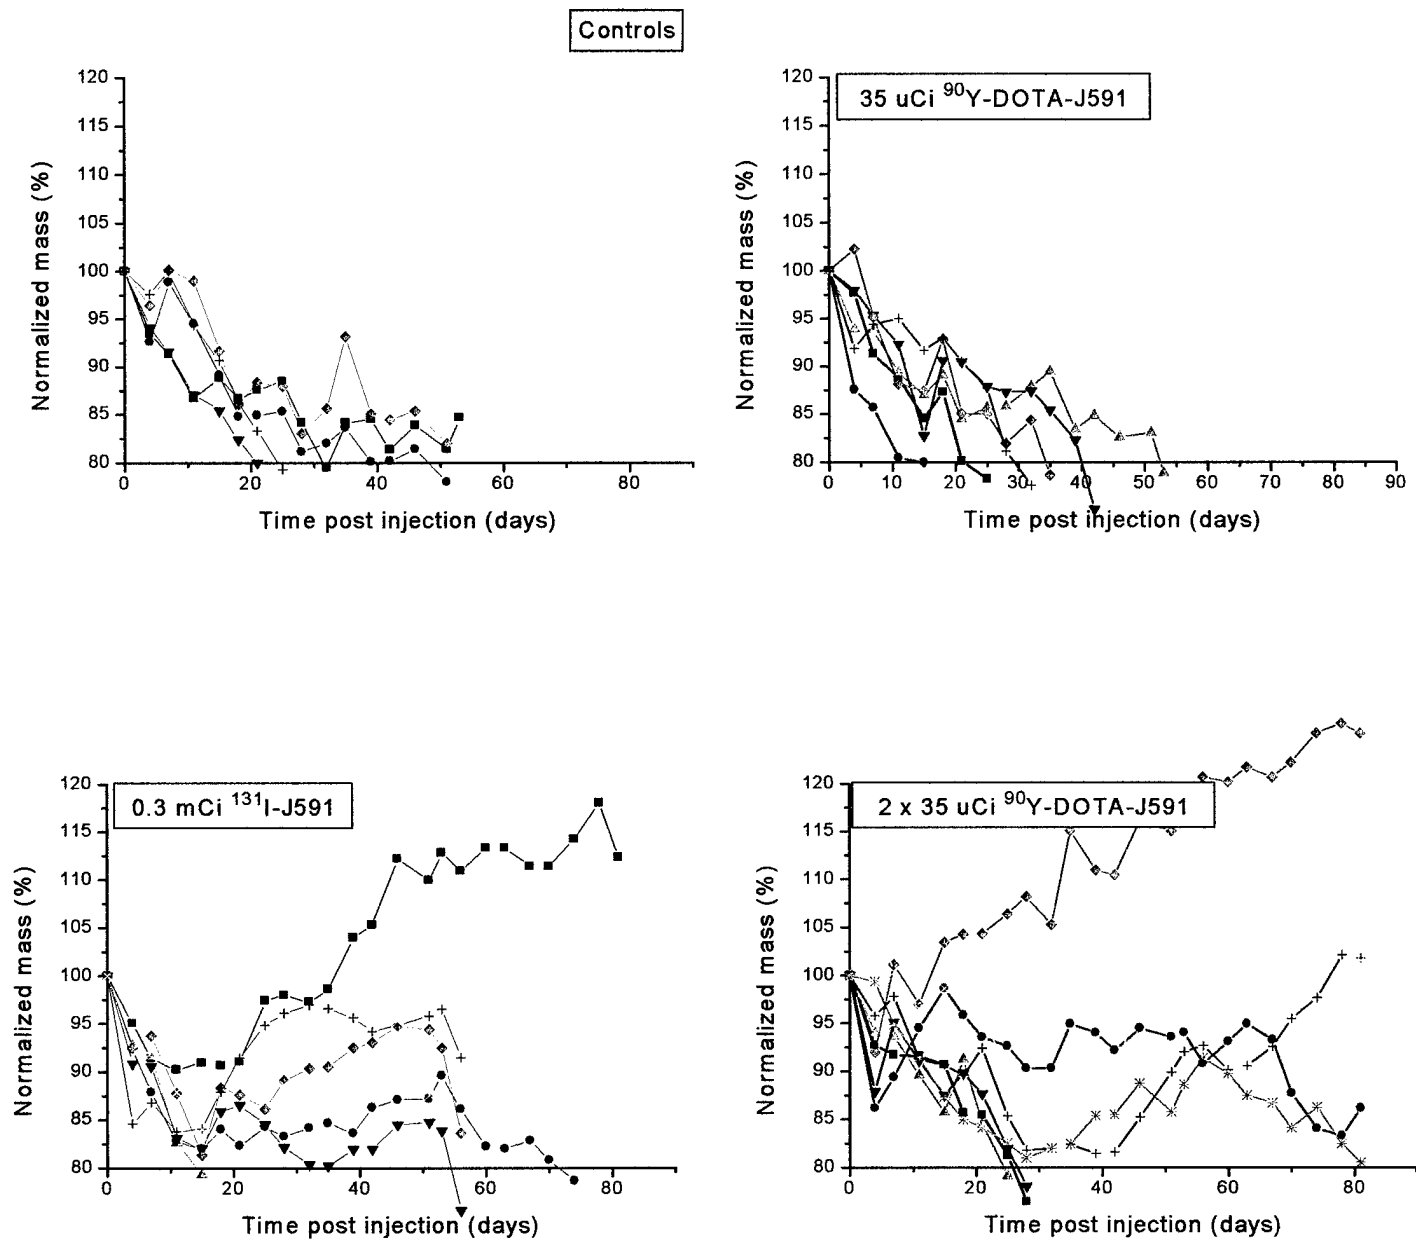 Controls
120
115
110
105
100
95
90
85
80
0 20 40 60 80
Normalized mass (%)
Time post injection (days)
35 uCi ⁹⁰Y-DOTA-J591
120
115
110
105
100
95
90
85
80
0 10 20 30 40 50 60 70 80 90
Normalized mass (%)
Time post injection (days)
0.3 mCi ¹³¹I-J591
120
115
110
105
100
95
90
85
80
0 20 40 60 80
Normalized mass (%)
Time post injection (days)
2 x 35 uCi ⁹⁰Y-DOTA-J591
120
115
110
105
100
95
90
85
80
0 20 40 60 80
Normalized mass (%)
Time post injection (days)